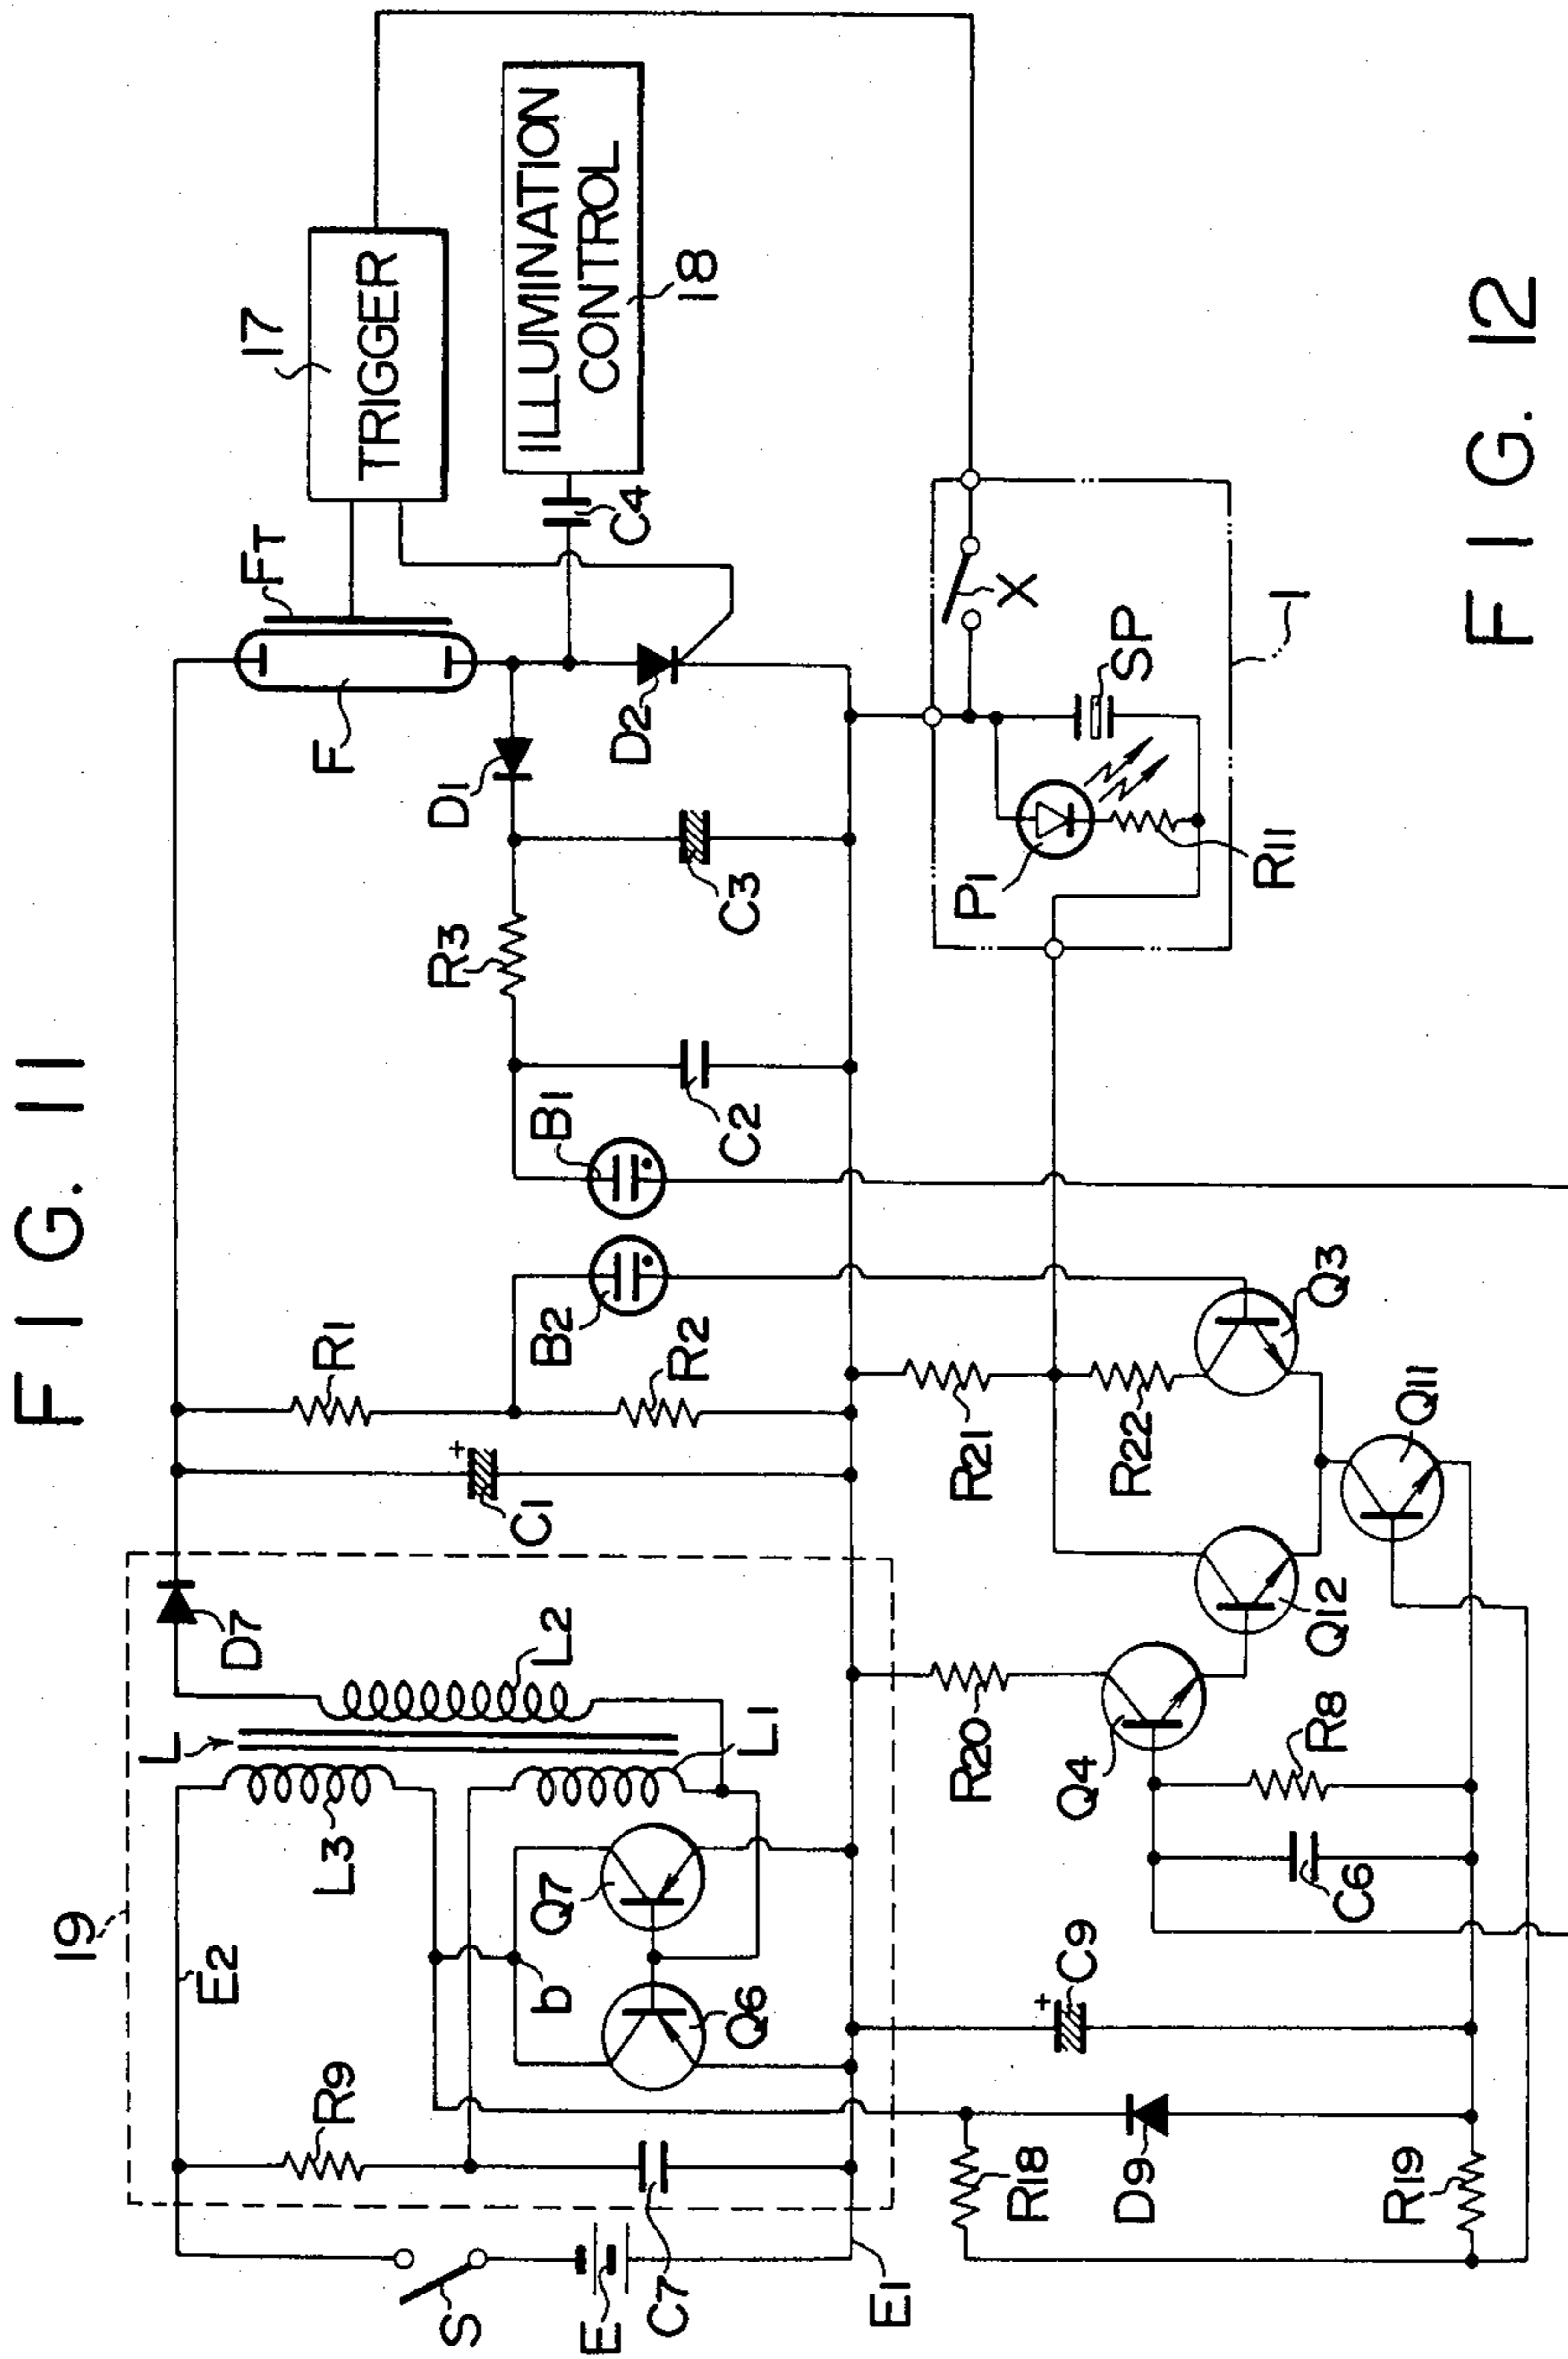 FIG. 11
19
E2
L3
L
L2
D7
L1
R9
b
Q7
Q6
S
E
C7
E1
C1
+
R1
R2
B2
B1
C2
R3
C3
D1
D2
F
FT
17
TRIGGER
ILLUMINATION
CONTROL
18
C4
X
SP
P1
R11
1
R18
D9
R19
C9
+
C6
R8
Q4
R20
Q12
R21
R22
Q3
Q11
FIG. 12